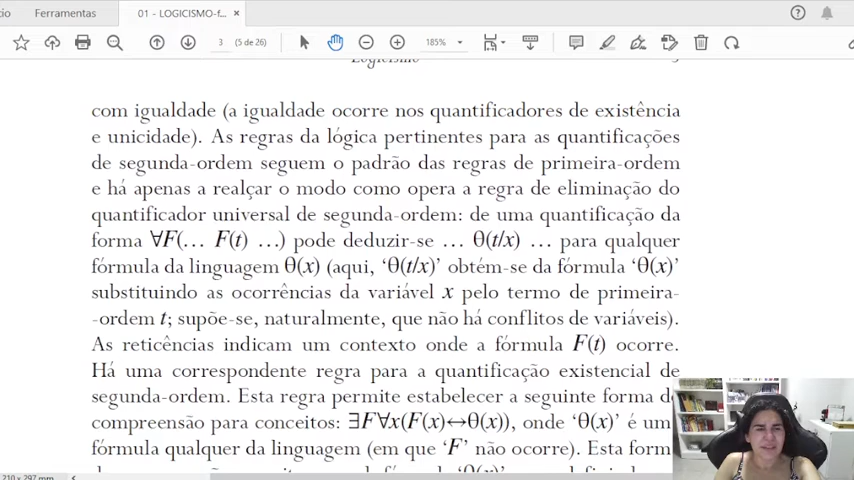 Ferramentas
01 - LOGICISMO-f... ×
3 (5 de 26)
185%
Logicismo
com igualdade (a igualdade ocorre nos quantificadores de existência
e unicidade). As regras da lógica pertinentes para as quantificações
de segunda-ordem seguem o padrão das regras de primeira-ordem
e há apenas a realçar o modo como opera a regra de eliminação do
quantificador universal de segunda-ordem: de uma quantificação da
forma ∀F(… F(t) …) pode deduzir-se … θ(t/x) … para qualquer
fórmula da linguagem θ(x) (aqui, ‘θ(t/x)’ obtém-se da fórmula ‘θ(x)’
substituindo as ocorrências da variável x pelo termo de primeira-
-ordem t; supõe-se, naturalmente, que não há conflitos de variáveis).
As reticências indicam um contexto onde a fórmula F(t) ocorre.
Há uma correspondente regra para a quantificação existencial de
segunda-ordem. Esta regra permite estabelecer a seguinte forma d
compreensão para conceitos: ∃F∀x(F(x)↔θ(x)), onde ‘θ(x)’ é um
fórmula qualquer da linguagem (em que ‘F’ não ocorre). Esta form
210 x 297 mm